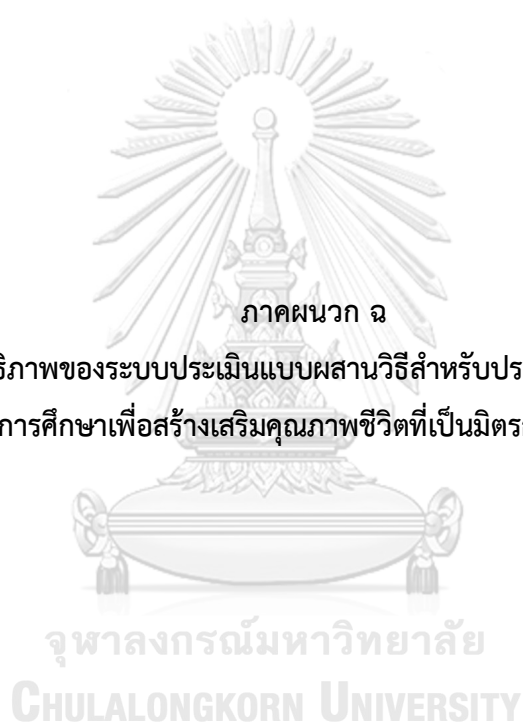 ภาคผนวก ฉ
ธิภาพของระบบประเมินแบบผสานวิธีสำหรับปร
การศึกษาเพื่อสร้างเสริมคุณภาพชีวิตที่เป็นมิตร
จุฬาลงกรณ์มหาวิทยาลัย
CHULALONGKORN UNIVERSITY